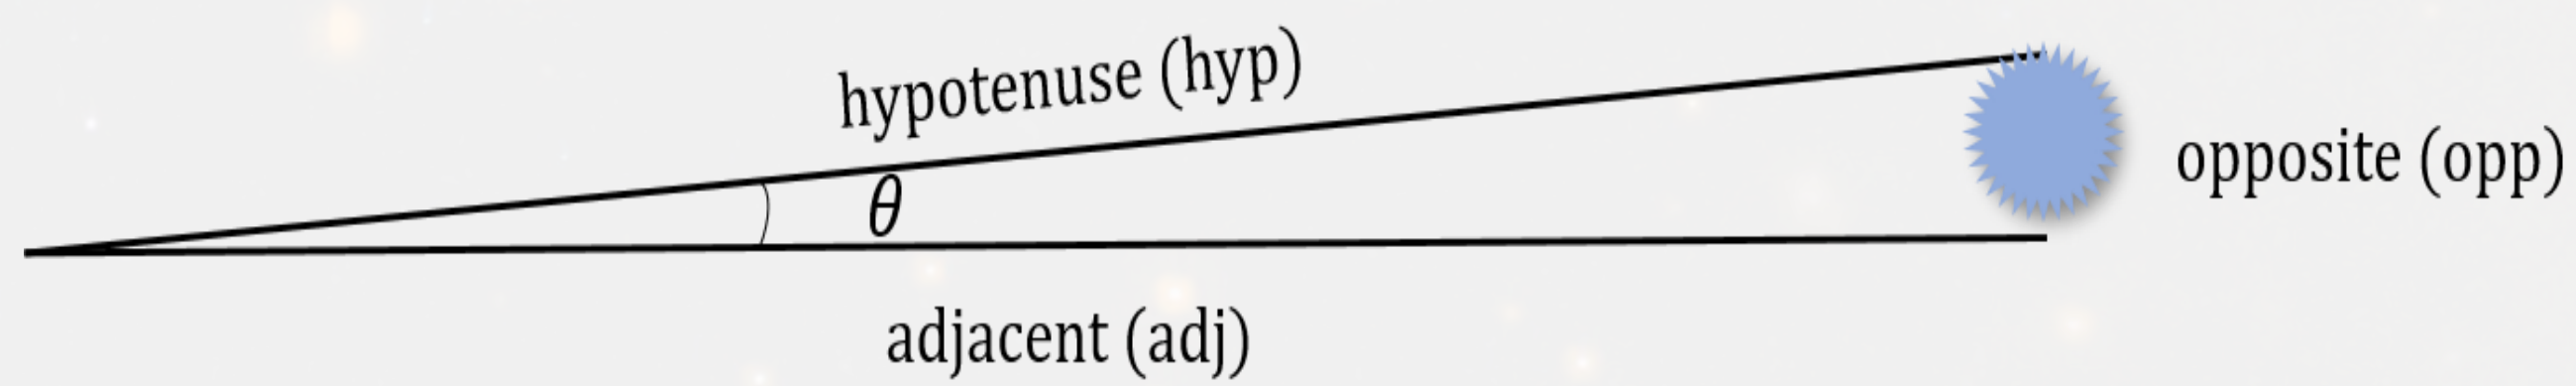 hypotenuse (hyp)
θ
opposite (opp)
adjacent (adj)